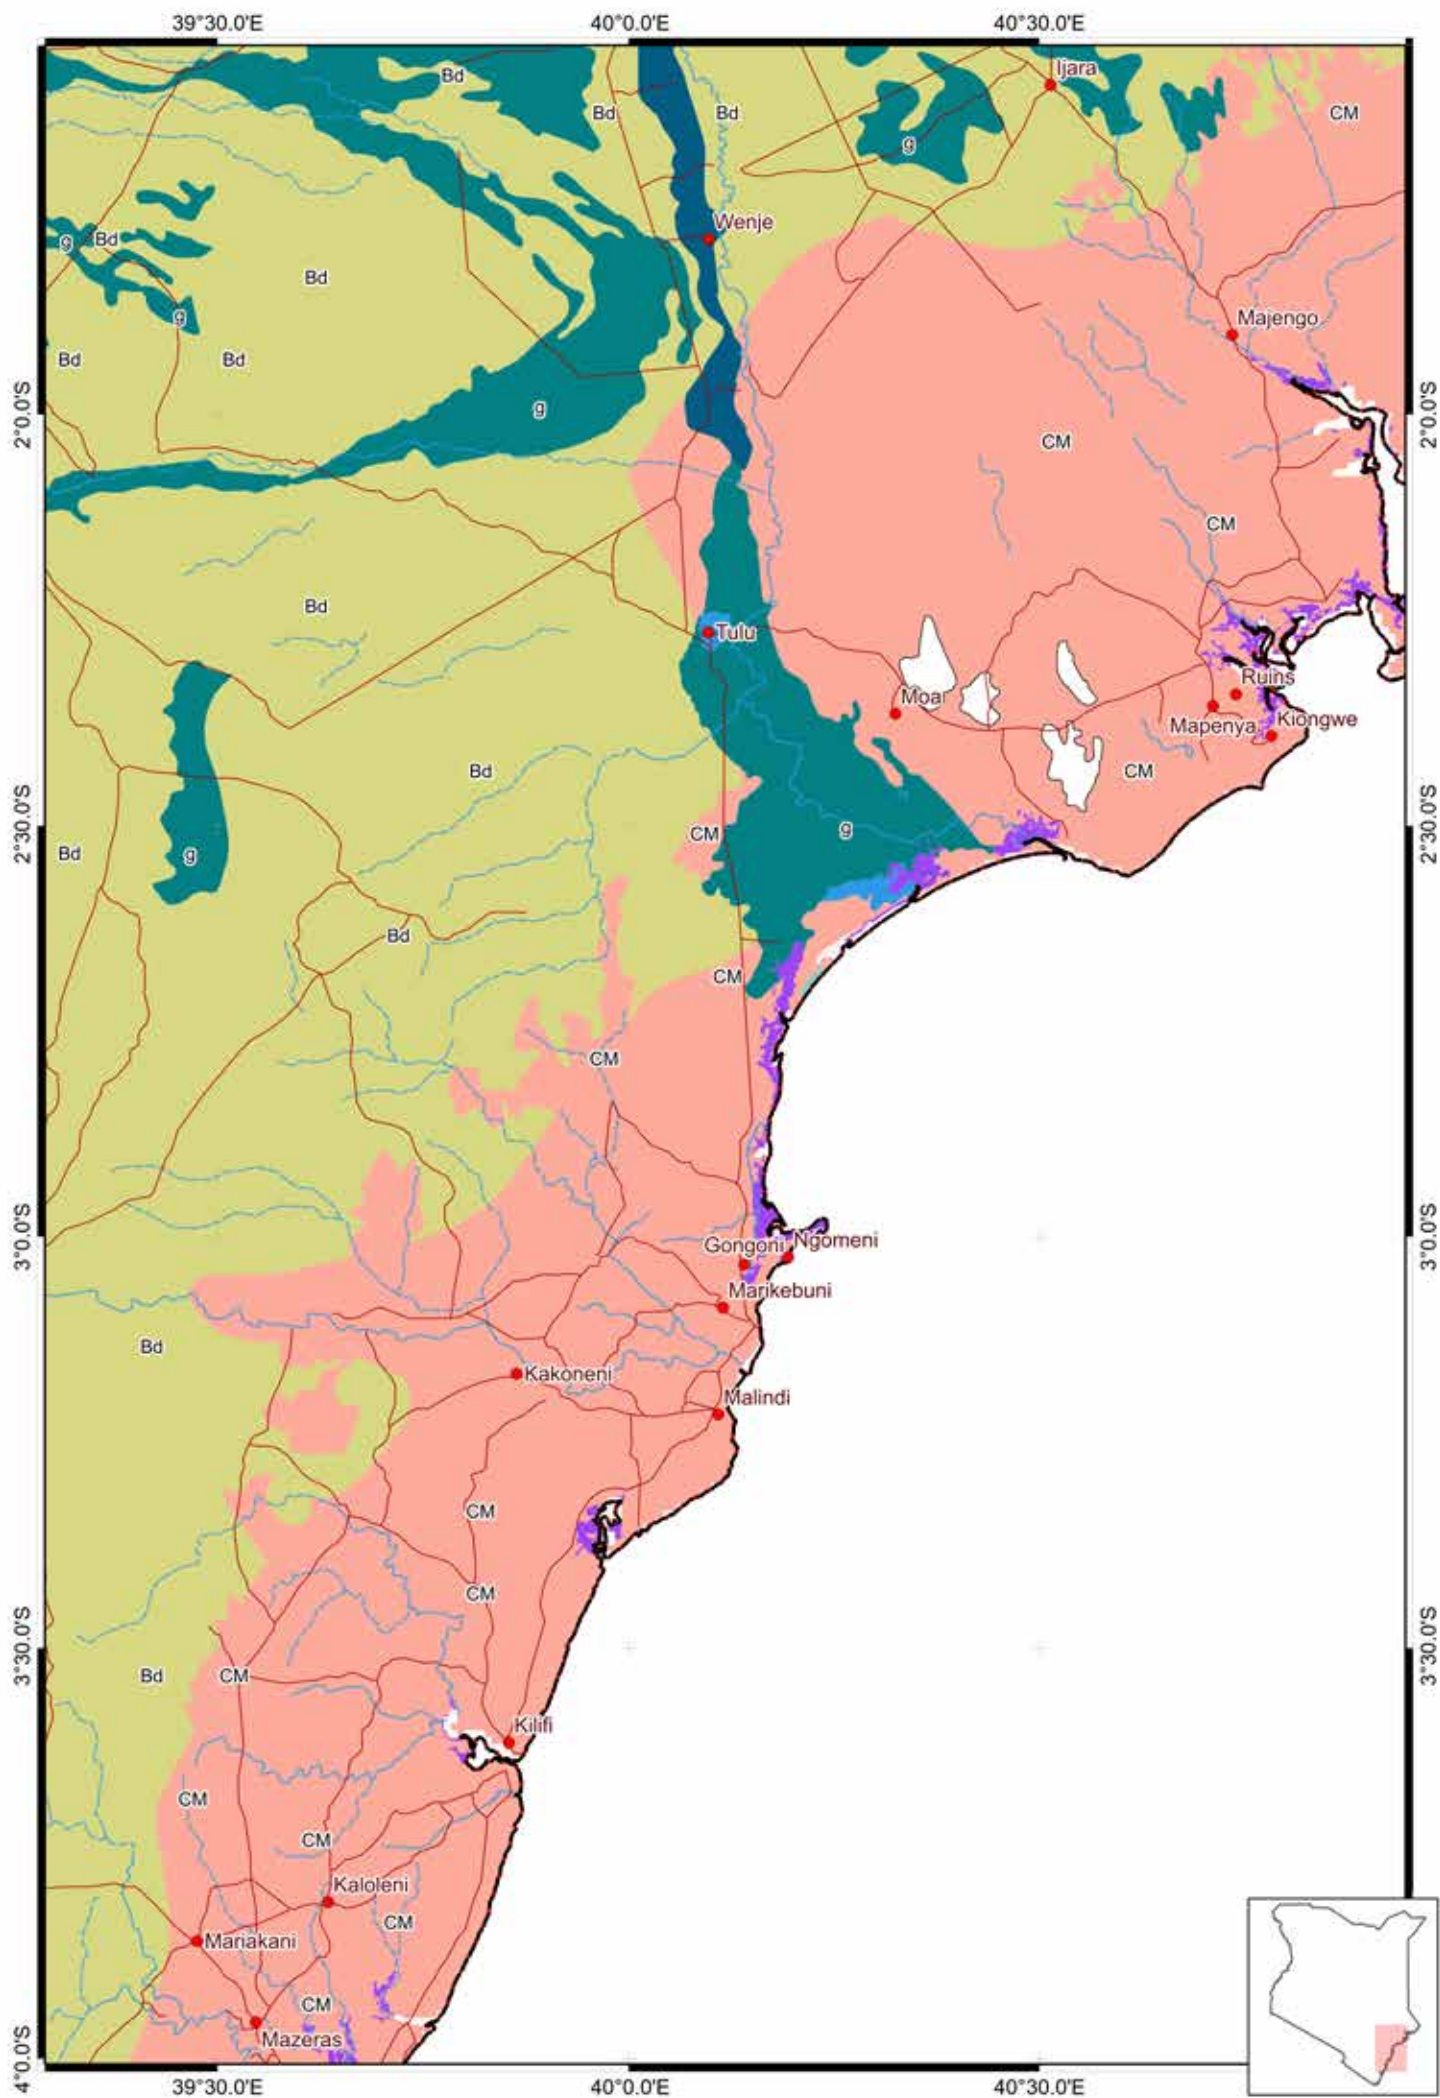 39°30.0'E 40°0.0'E 40°30.0'E
Bd
Ijara
Bd Bd CM
g
Wenje
g Bd
Bd
g Majengo
Bd Bd
g
2°0.0'S 2°0.0'S
CM
CM
Bd
Tulu
Ruins
Moa
Mapenya Kiongwe
Bd CM
CM g
2°30.0'S 2°30.0'S
Bd g
Bd
CM
CM
3°0.0'S 3°0.0'S
Gongoni Ngomeni
Marikebuni
Bd
Kakoneni
Malindi
CM
CM
3°30.0'S 3°30.0'S
Bd CM
Kilifi
CM
CM
Kaloleni
CM
Mariakani
CM
Mazeras
4°0.0'S 4°0.0'S
39°30.0'E 40°0.0'E 40°30.0'E